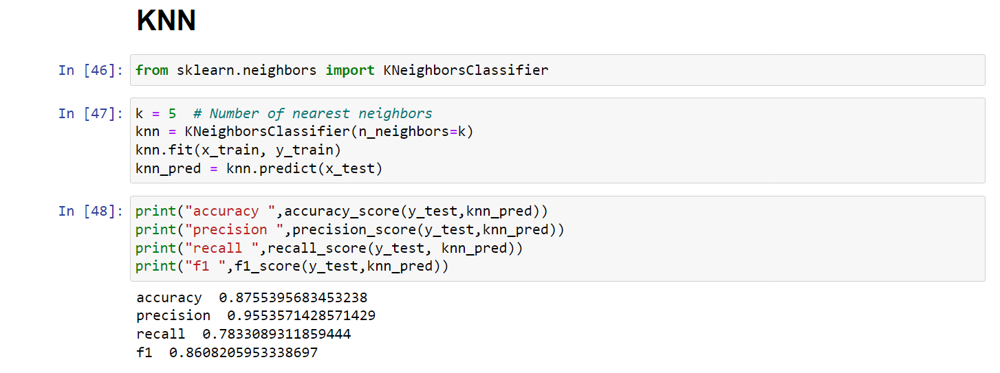 KNN
In [46]: from sklearn.neighbors import KNeighborsClassifier
In [47]: k = 5  # Number of nearest neighbors
knn = KNeighborsClassifier(n_neighbors=k)
knn.fit(x_train, y_train)
knn_pred = knn.predict(x_test)
In [48]: print("accuracy ",accuracy_score(y_test,knn_pred))
print("precision ",precision_score(y_test,knn_pred))
print("recall ",recall_score(y_test, knn_pred))
print("f1 ",f1_score(y_test,knn_pred))
accuracy  0.8755395683453238
precision  0.9553571428571429
recall  0.7833089311859444
f1  0.8608205953338697